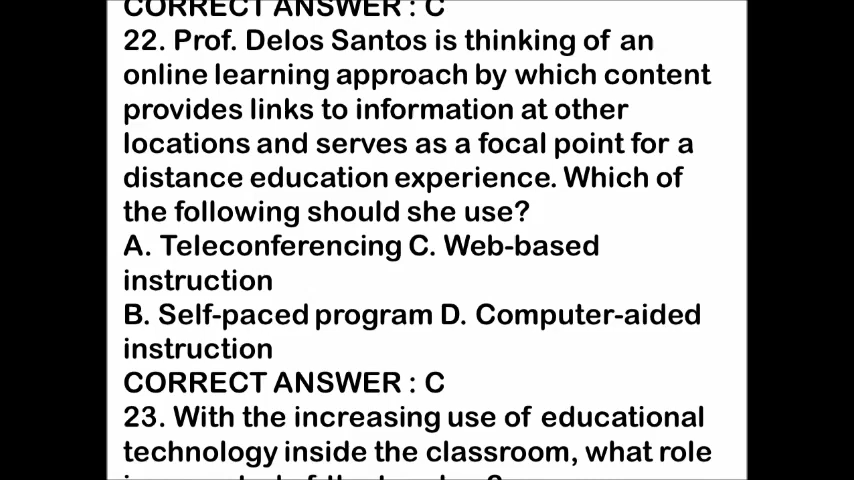 CORRECT ANSWER : C
22. Prof. Delos Santos is thinking of an
online learning approach by which content
provides links to information at other
locations and serves as a focal point for a
distance education experience. Which of
the following should she use?
A. Teleconferencing C. Web-based
instruction
B. Self-paced program D. Computer-aided
instruction
CORRECT ANSWER : C
23. With the increasing use of educational
technology inside the classroom, what role